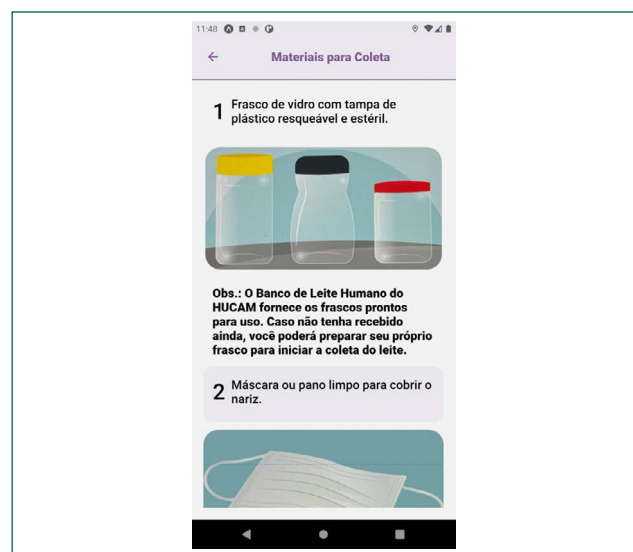 11:48
Materiais para Coleta
1 Frasco de vidro com tampa de
plástico resqueável e estéril.
Obs.: O Banco de Leite Humano do
HUCAM fornece os frascos prontos
para uso. Caso não tenha recebido
ainda, você poderá preparar seu próprio
frasco para iniciar a coleta do leite.
2 Máscara ou pano limpo para cobrir o
nariz.